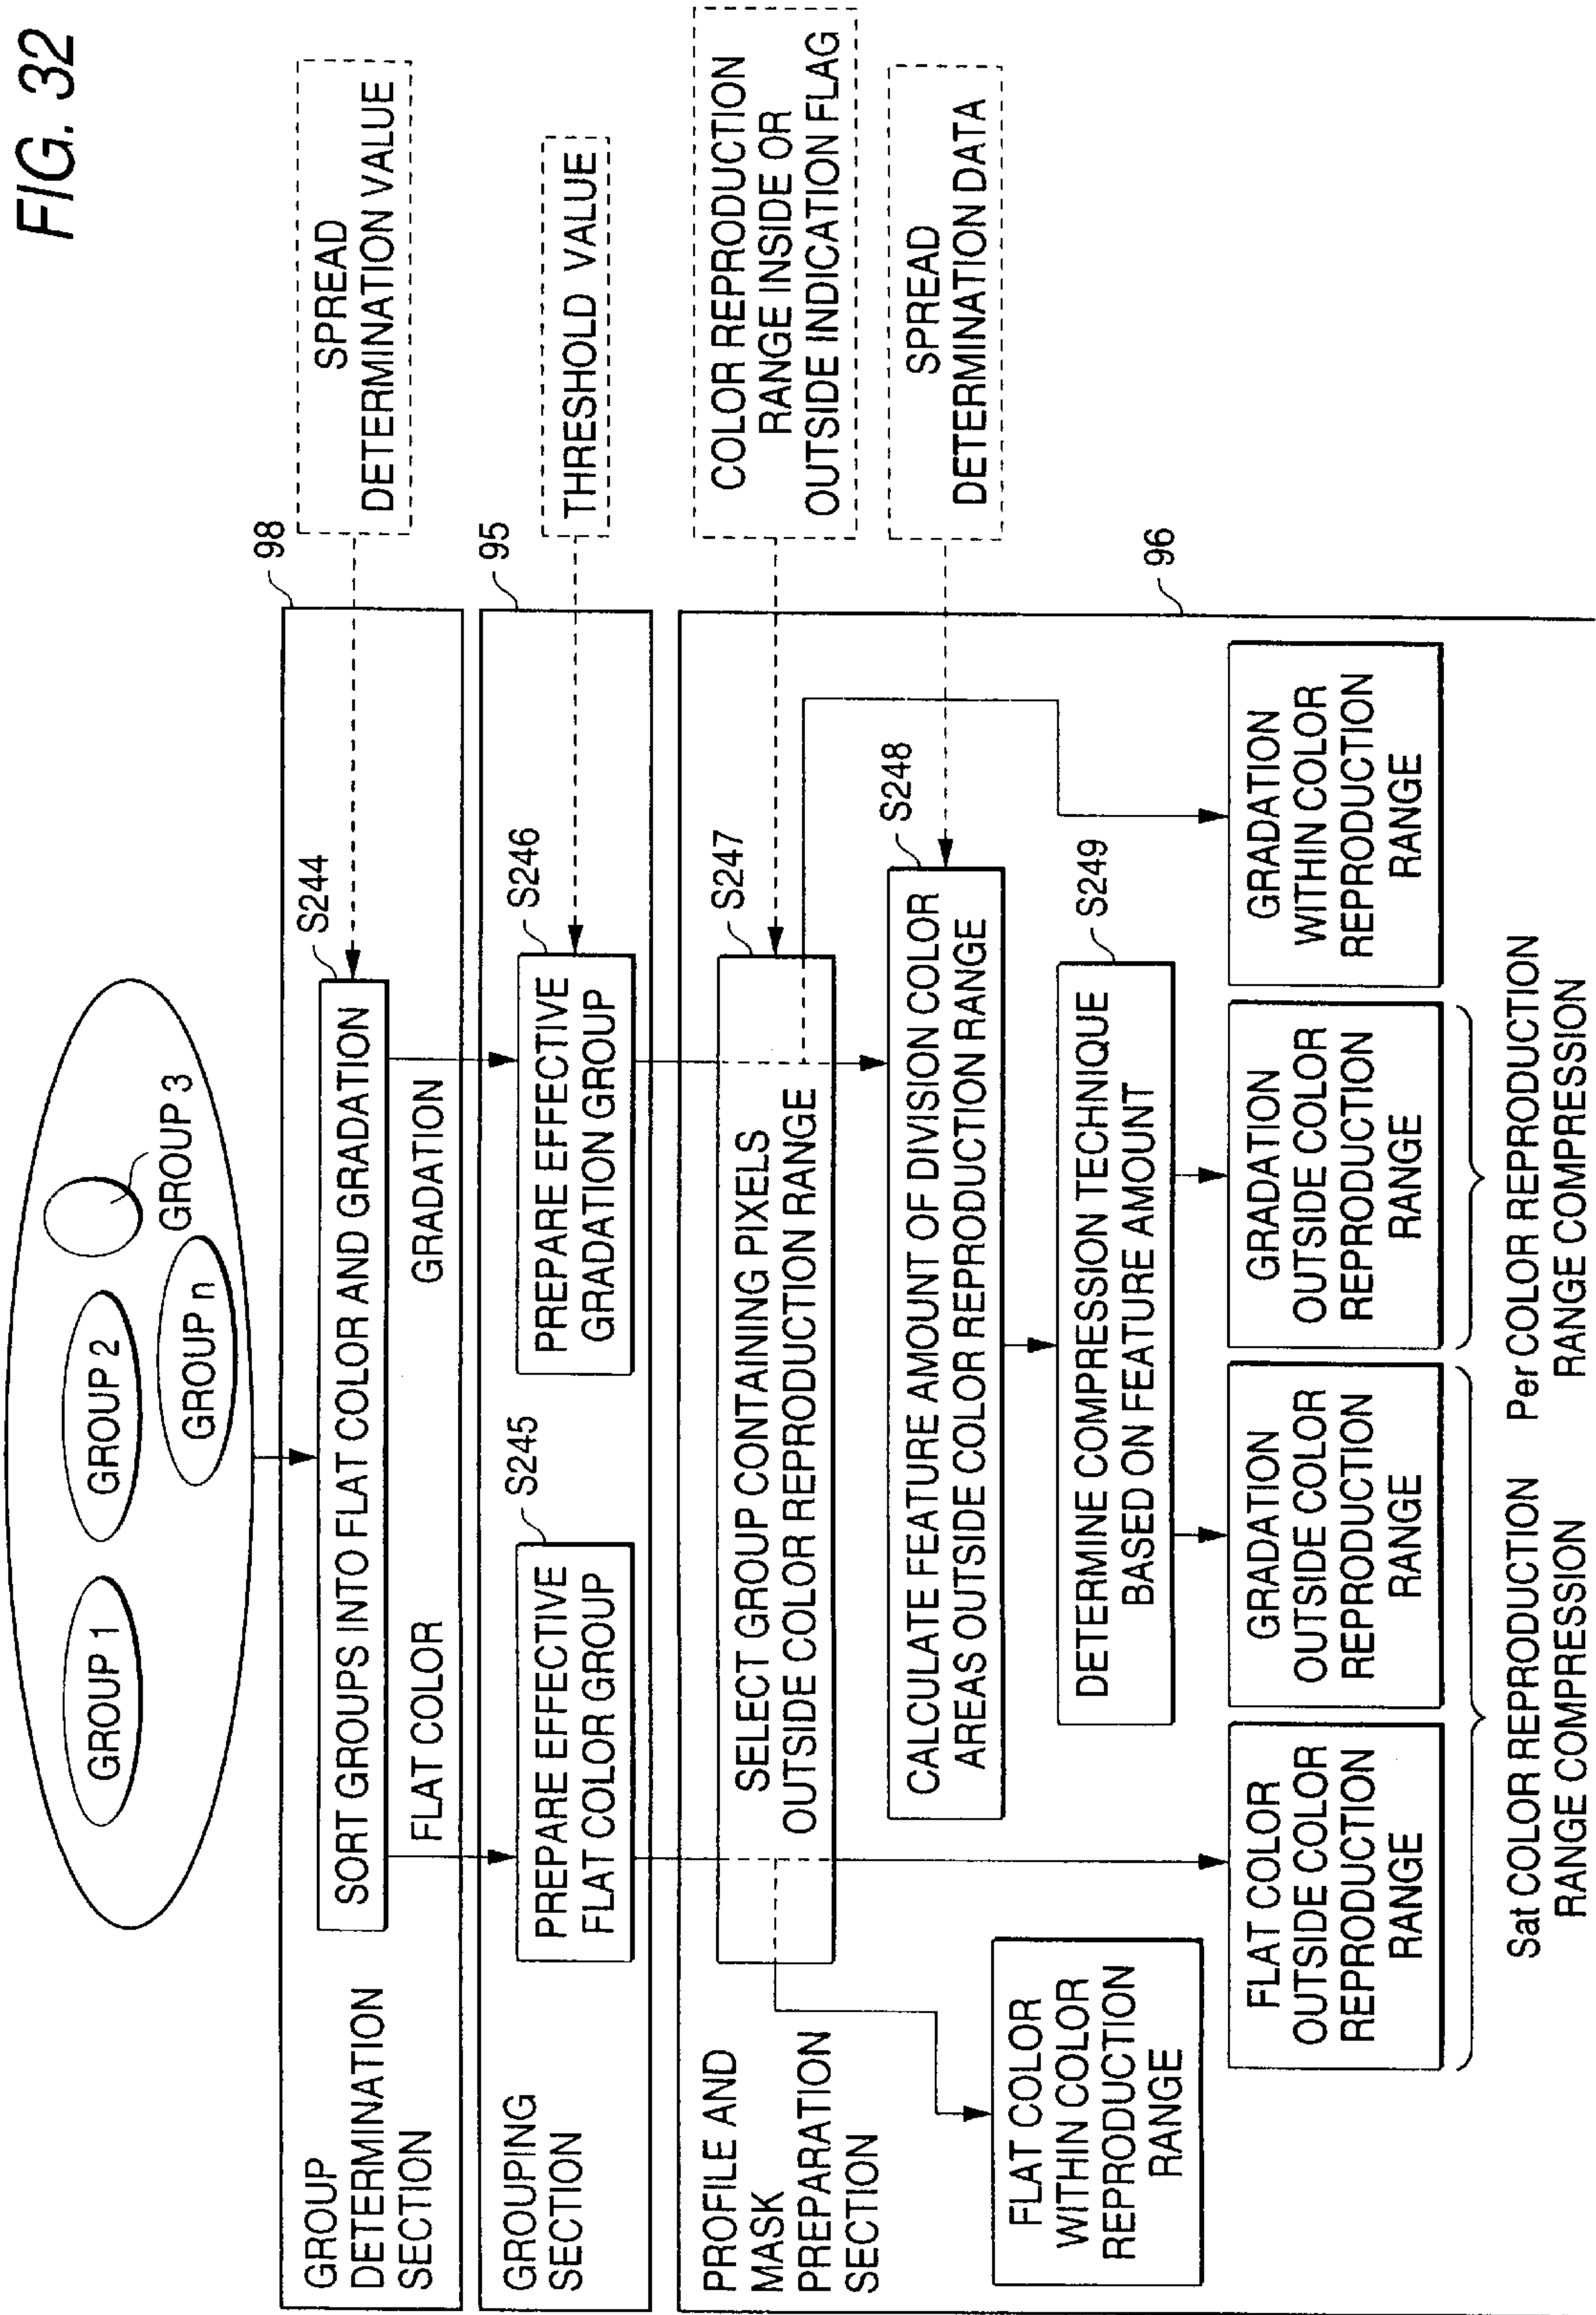 FIG. 32
GROUP 1
GROUP 2
GROUP n
GROUP 3
98
GROUP
DETERMINATION
SECTION
S244
SORT GROUPS INTO FLAT COLOR AND GRADATION
SPREAD
DETERMINATION VALUE
FLAT COLOR
GRADATION
95
GROUPING
SECTION
S245
PREPARE EFFECTIVE
FLAT COLOR GROUP
S246
PREPARE EFFECTIVE
GRADATION GROUP
THRESHOLD VALUE
96
PROFILE AND
MASK
PREPARATION
SECTION
S247
SELECT GROUP CONTAINING PIXELS
OUTSIDE COLOR REPRODUCTION RANGE
COLOR REPRODUCTION
RANGE INSIDE OR
OUTSIDE INDICATION FLAG
S248
CALCULATE FEATURE AMOUNT OF DIVISION COLOR
AREAS OUTSIDE COLOR REPRODUCTION RANGE
SPREAD
DETERMINATION DATA
S249
DETERMINE COMPRESSION TECHNIQUE
BASED ON FEATURE AMOUNT
FLAT COLOR
WITHIN COLOR
REPRODUCTION
RANGE
FLAT COLOR
OUTSIDE COLOR
REPRODUCTION
RANGE
GRADATION
OUTSIDE COLOR
REPRODUCTION
RANGE
GRADATION
OUTSIDE COLOR
REPRODUCTION
RANGE
GRADATION
WITHIN COLOR
REPRODUCTION
RANGE
Sat COLOR REPRODUCTION
RANGE COMPRESSION
Per COLOR REPRODUCTION
RANGE COMPRESSION